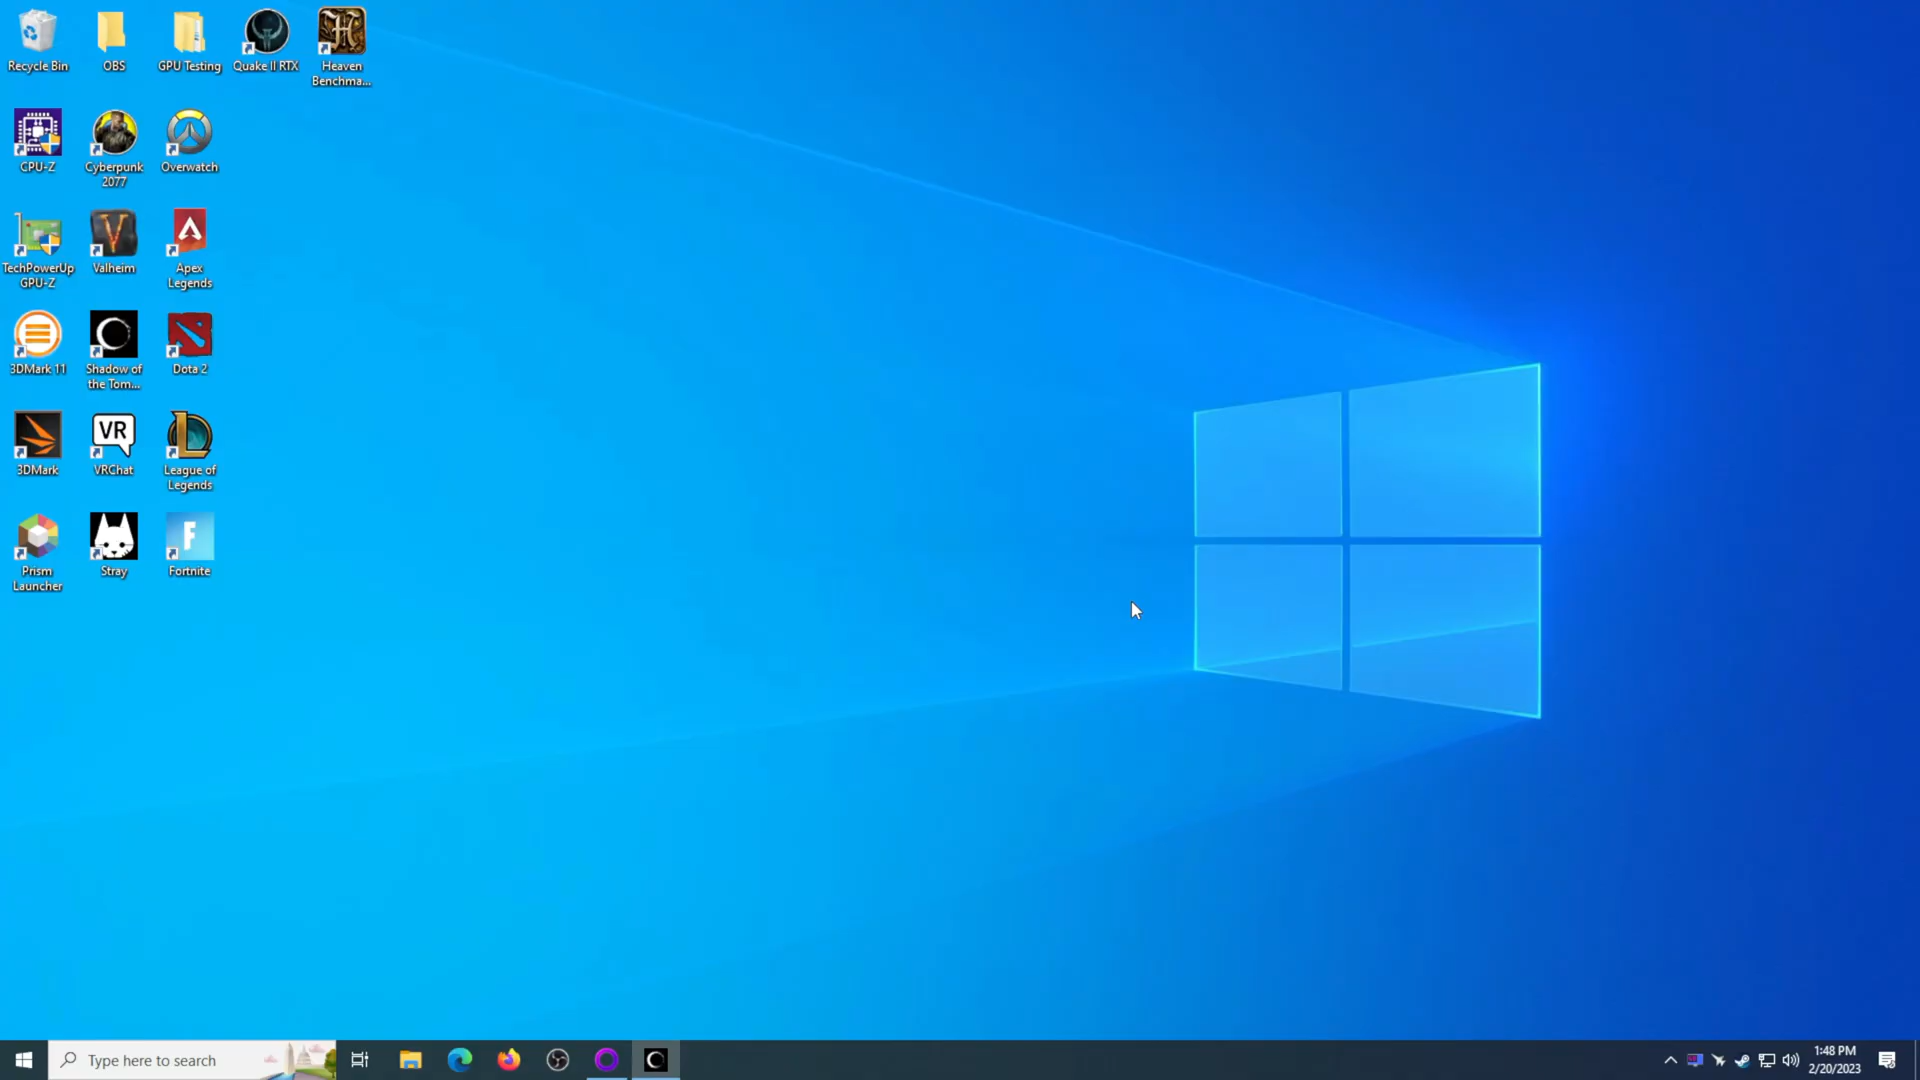 Recycle Bin
OBS
GPU Testing
Quake II RTX
Heaven
Benchma...
CPU-Z
Cyberpunk
2077
Overwatch
TechPowerUp
GPU-Z
Valheim
Apex
Legends
3DMark 11
Shadow of
the Tom...
Dota 2
3DMark
VR
VRChat
League of
Legends
Prism
Launcher
Stray
F
Fortnite
Type here to search
1:48 PM
2/20/2023